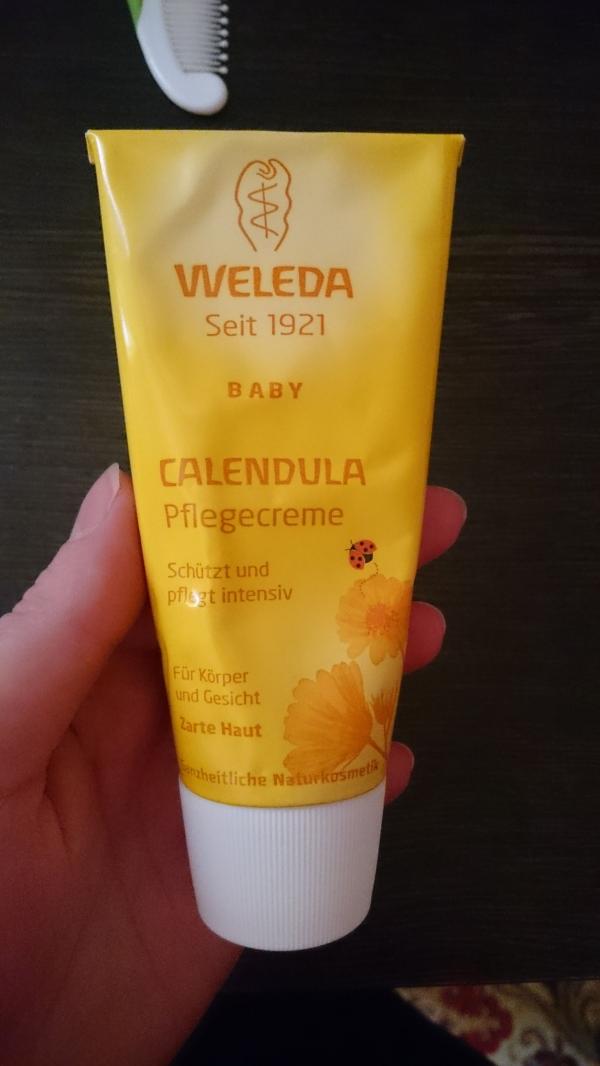 WELEDA
Seit 1921
BABY
CALENDULA
Pflegecreme
Schützt und
pflegt intensiv
Für Körper
und Gesicht
Zarte Haut
Ganzheitliche Naturkosmetik